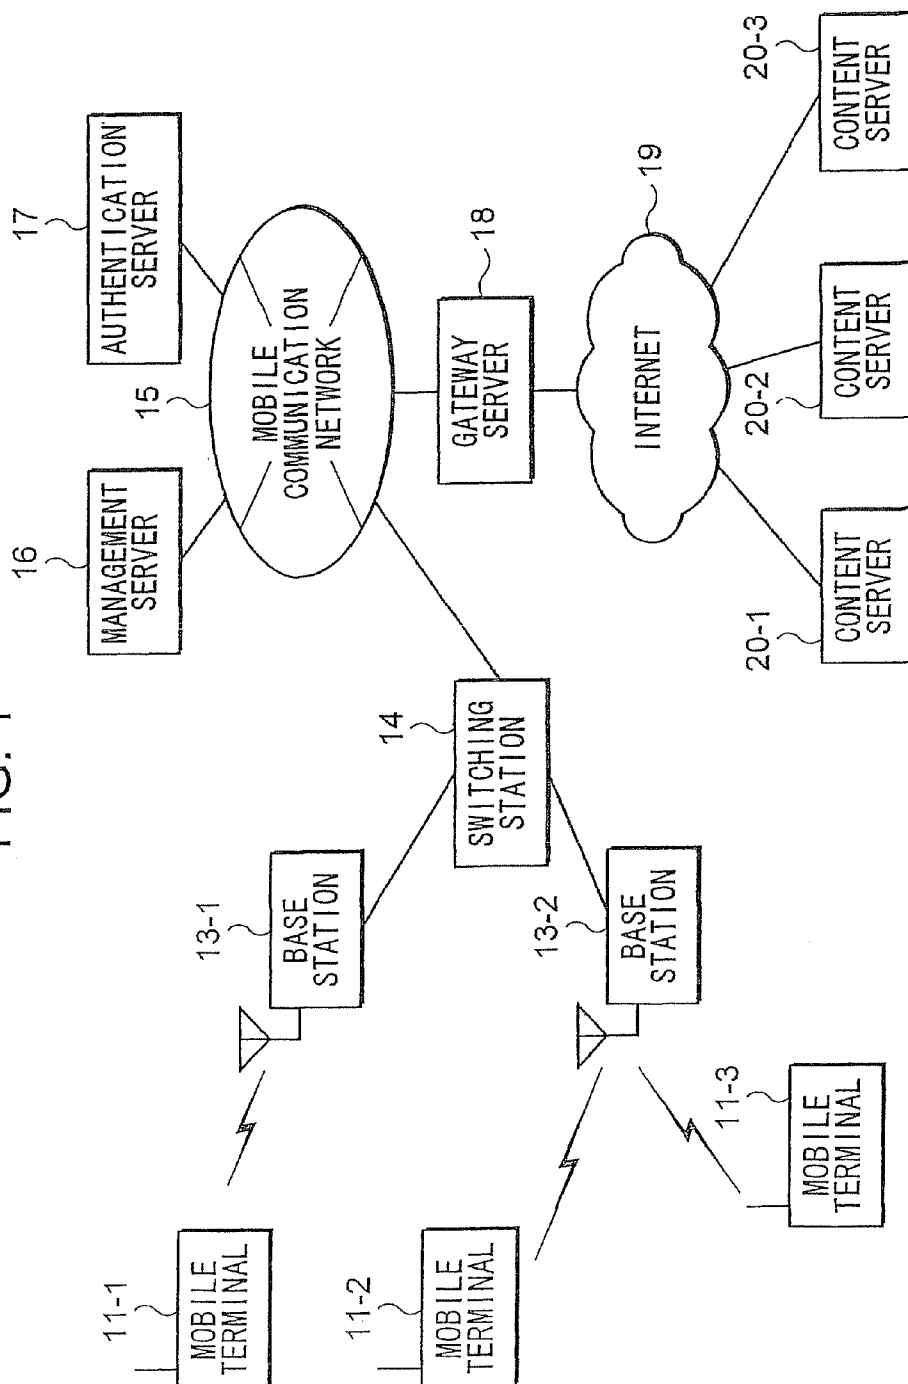 FIG. 1
16
17
MANAGEMENT
SERVER
AUTHENTICATION
SERVER
11-1
15
MOBILE
TERMINAL
13-1
BASE
STATION
MOBILE
COMMUNICATION
NETWORK
11-2
14
18
MOBILE
TERMINAL
SWITCHING
STATION
GATEWAY
SERVER
13-2
BASE
STATION
19
INTERNET
11-3
MOBILE
TERMINAL
20-1
CONTENT
SERVER
20-2
CONTENT
SERVER
20-3
CONTENT
SERVER